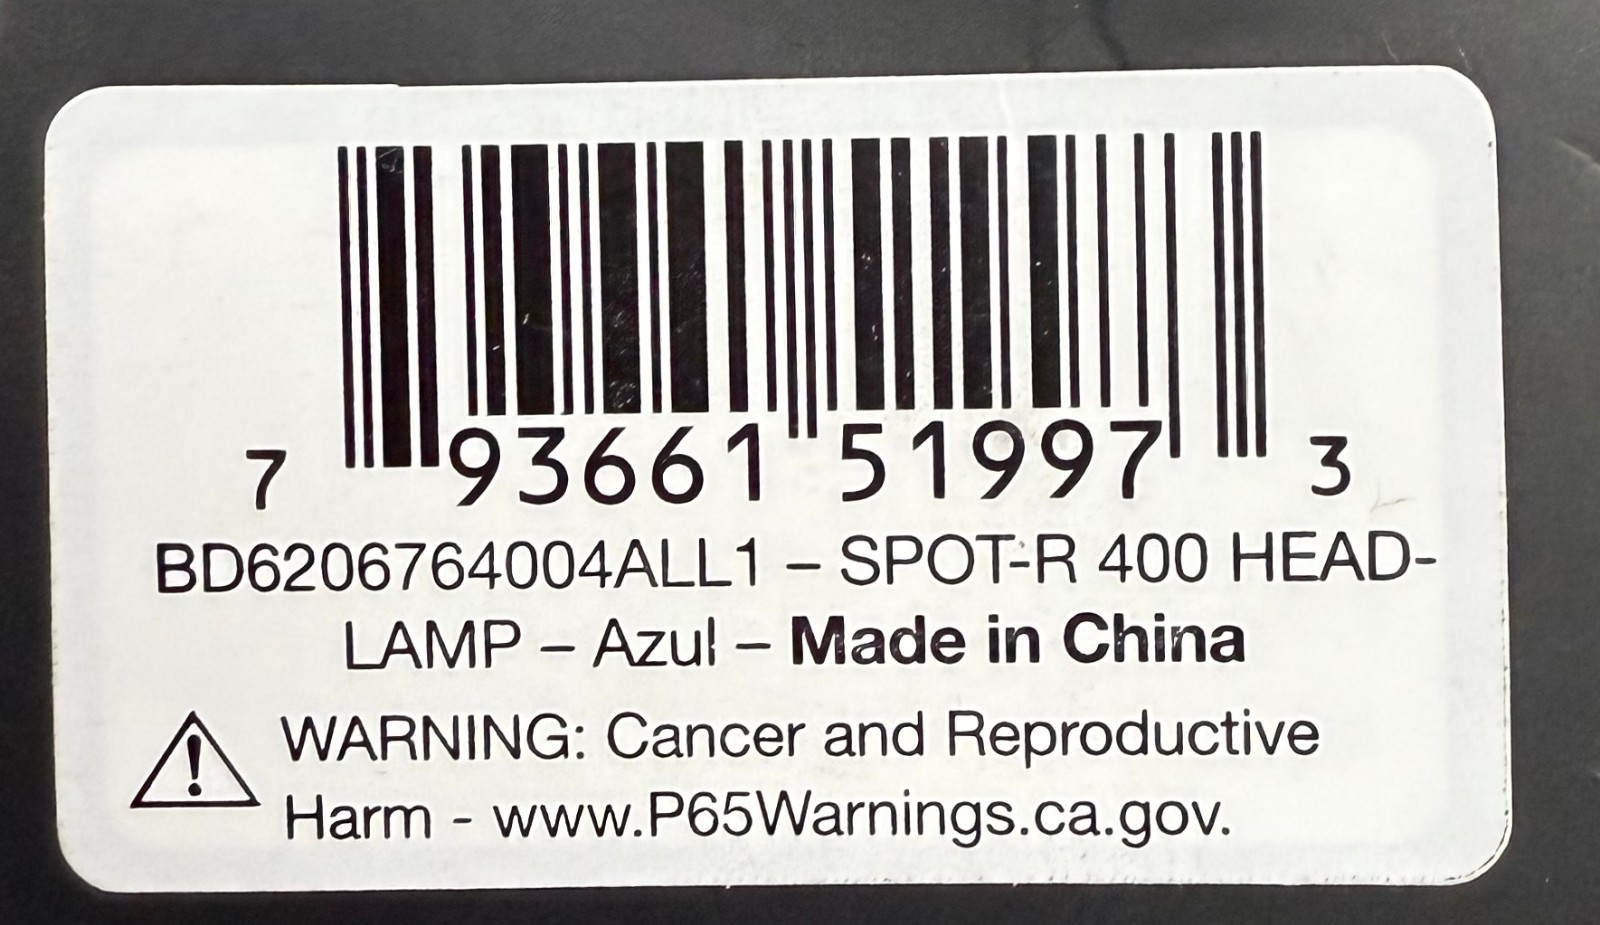 7 93661 51997 3
BD6206764004ALL1 – SPOT-R 400 HEAD-
LAMP – Azul – Made in China
WARNING: Cancer and Reproductive
Harm - www.P65Warnings.ca.gov.